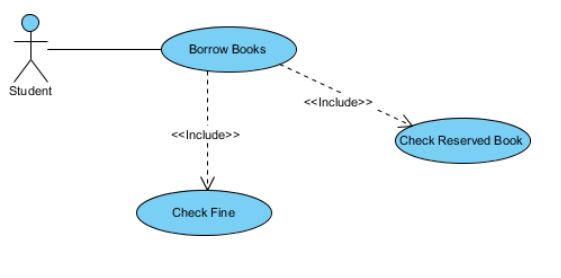 Borrow Books
Student
<<Include>>
<<Include>>
Check Reserved Book
Check Fine